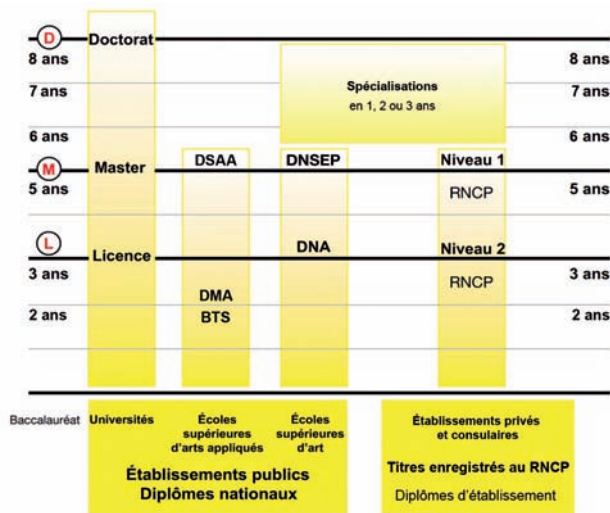 D Doctorat
8 ans 8 ans
Spécialisations
7 ans 7 ans
en 1, 2 ou 3 ans
6 ans 6 ans
DSAA DNSEP Niveau 1
M Master
5 ans RNCP 5 ans
L DNA Niveau 2
Licence
3 ans RNCP 3 ans
DMA
2 ans BTS 2 ans
Baccalauréat Universités
Écoles
supérieures
d'arts appliqués
Écoles
supérieures
d'art
Établissements publics
Diplômes nationaux
Établissements privés
et consulaires
Titres enregistrés au RNCP
Diplômes d'établissement